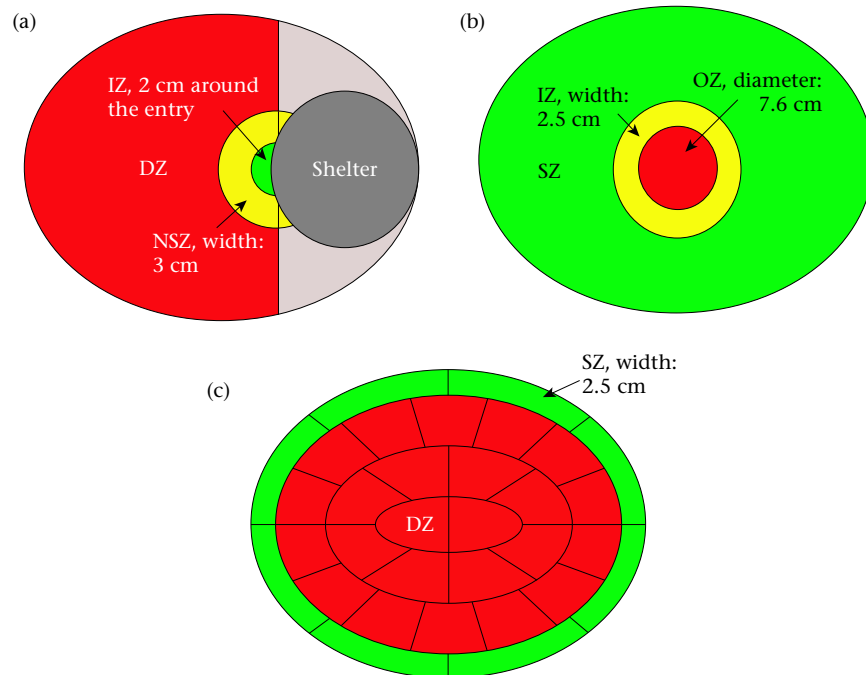 (a)
IZ, 2 cm around
the entry
DZ
Shelter
NSZ, width:
3 cm
(b)
IZ, width:
2.5 cm
OZ, diameter:
7.6 cm
SZ
(c)
SZ, width:
2.5 cm
DZ